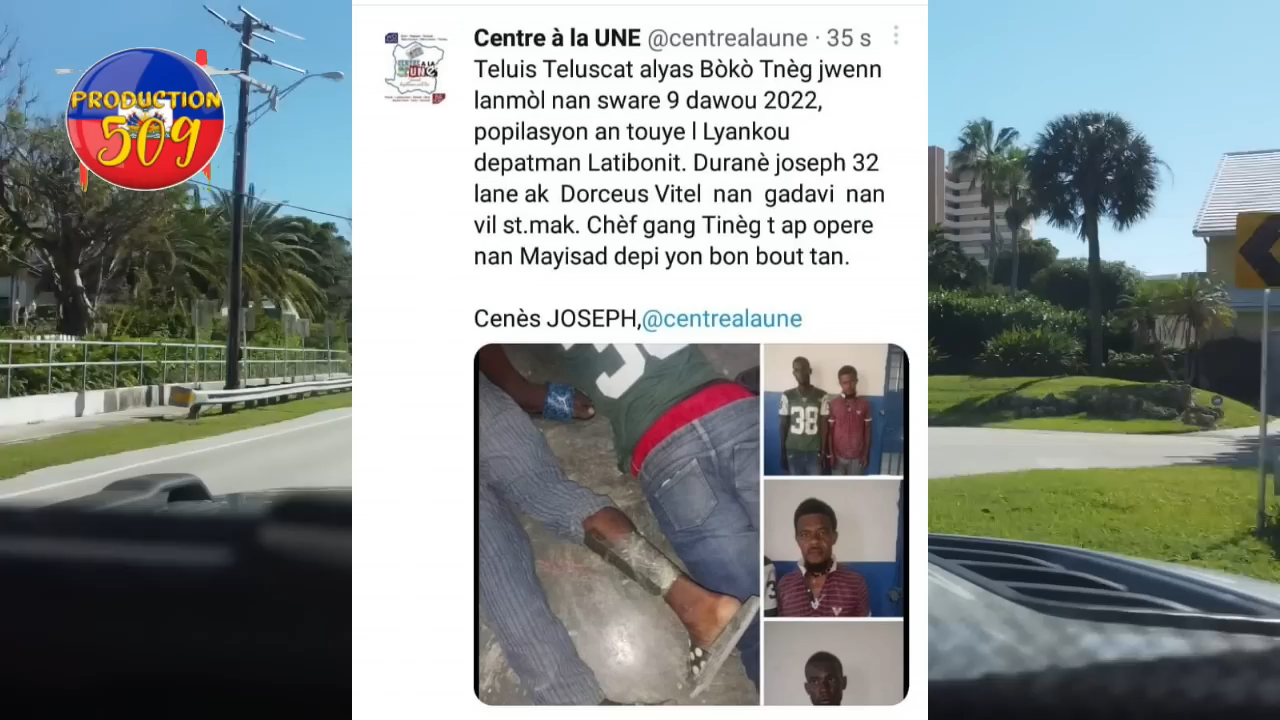 PRODUCTION
509
Centre à la UNE @centrealaune · 35 s
Teluis Teluscat alyas Bòkò Tnèg jwenn
lanmòl nan sware 9 dawou 2022,
popilasyon an touye l Lyankou
depatman Latibonit. Duranè joseph 32
lane ak Dorceus Vitel nan gadavi nan
vil st.mak. Chèf gang Tinèg t ap opere
nan Mayisad depi yon bon bout tan.
Cenès JOSEPH,@centrealaune
38